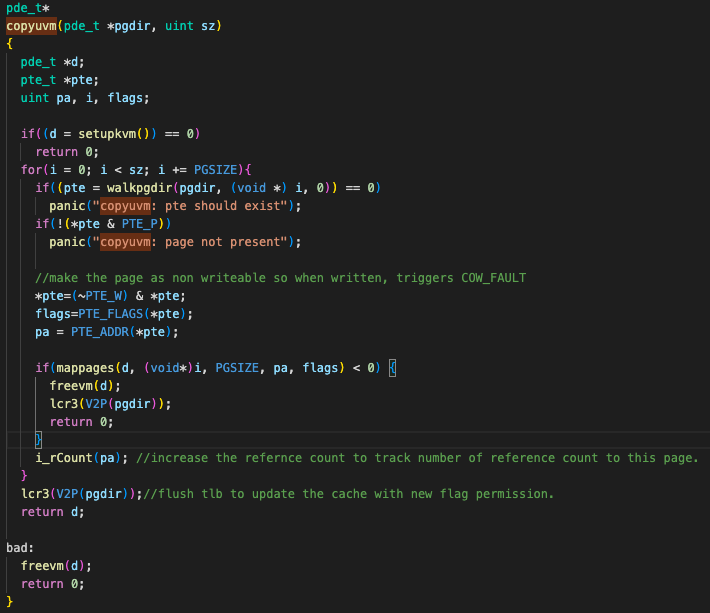 pde_t*
copyuvm(pde_t *pgdir, uint sz)
{
  pde_t *d;
  pte_t *pte;
  uint pa, i, flags;

  if((d = setupkvm()) == 0)
    return 0;
  for(i = 0; i < sz; i += PGSIZE){
    if((pte = walkpgdir(pgdir, (void *) i, 0)) == 0)
      panic("copyuvm: pte should exist");
    if(!(*pte & PTE_P))
      panic("copyuvm: page not present");

    //make the page as non writeable so when written, triggers COW_FAULT
    *pte=(~PTE_W) & *pte;
    flags=PTE_FLAGS(*pte);
    pa = PTE_ADDR(*pte);

    if(mappages(d, (void*)i, PGSIZE, pa, flags) < 0) {
      freevm(d);
      lcr3(V2P(pgdir));
      return 0;
    }
    i_rCount(pa); //increase the refernce count to track number of reference count to this page.
  }
  lcr3(V2P(pgdir));//flush tlb to update the cache with new flag permission.
  return d;

bad:
  freevm(d);
  return 0;
}